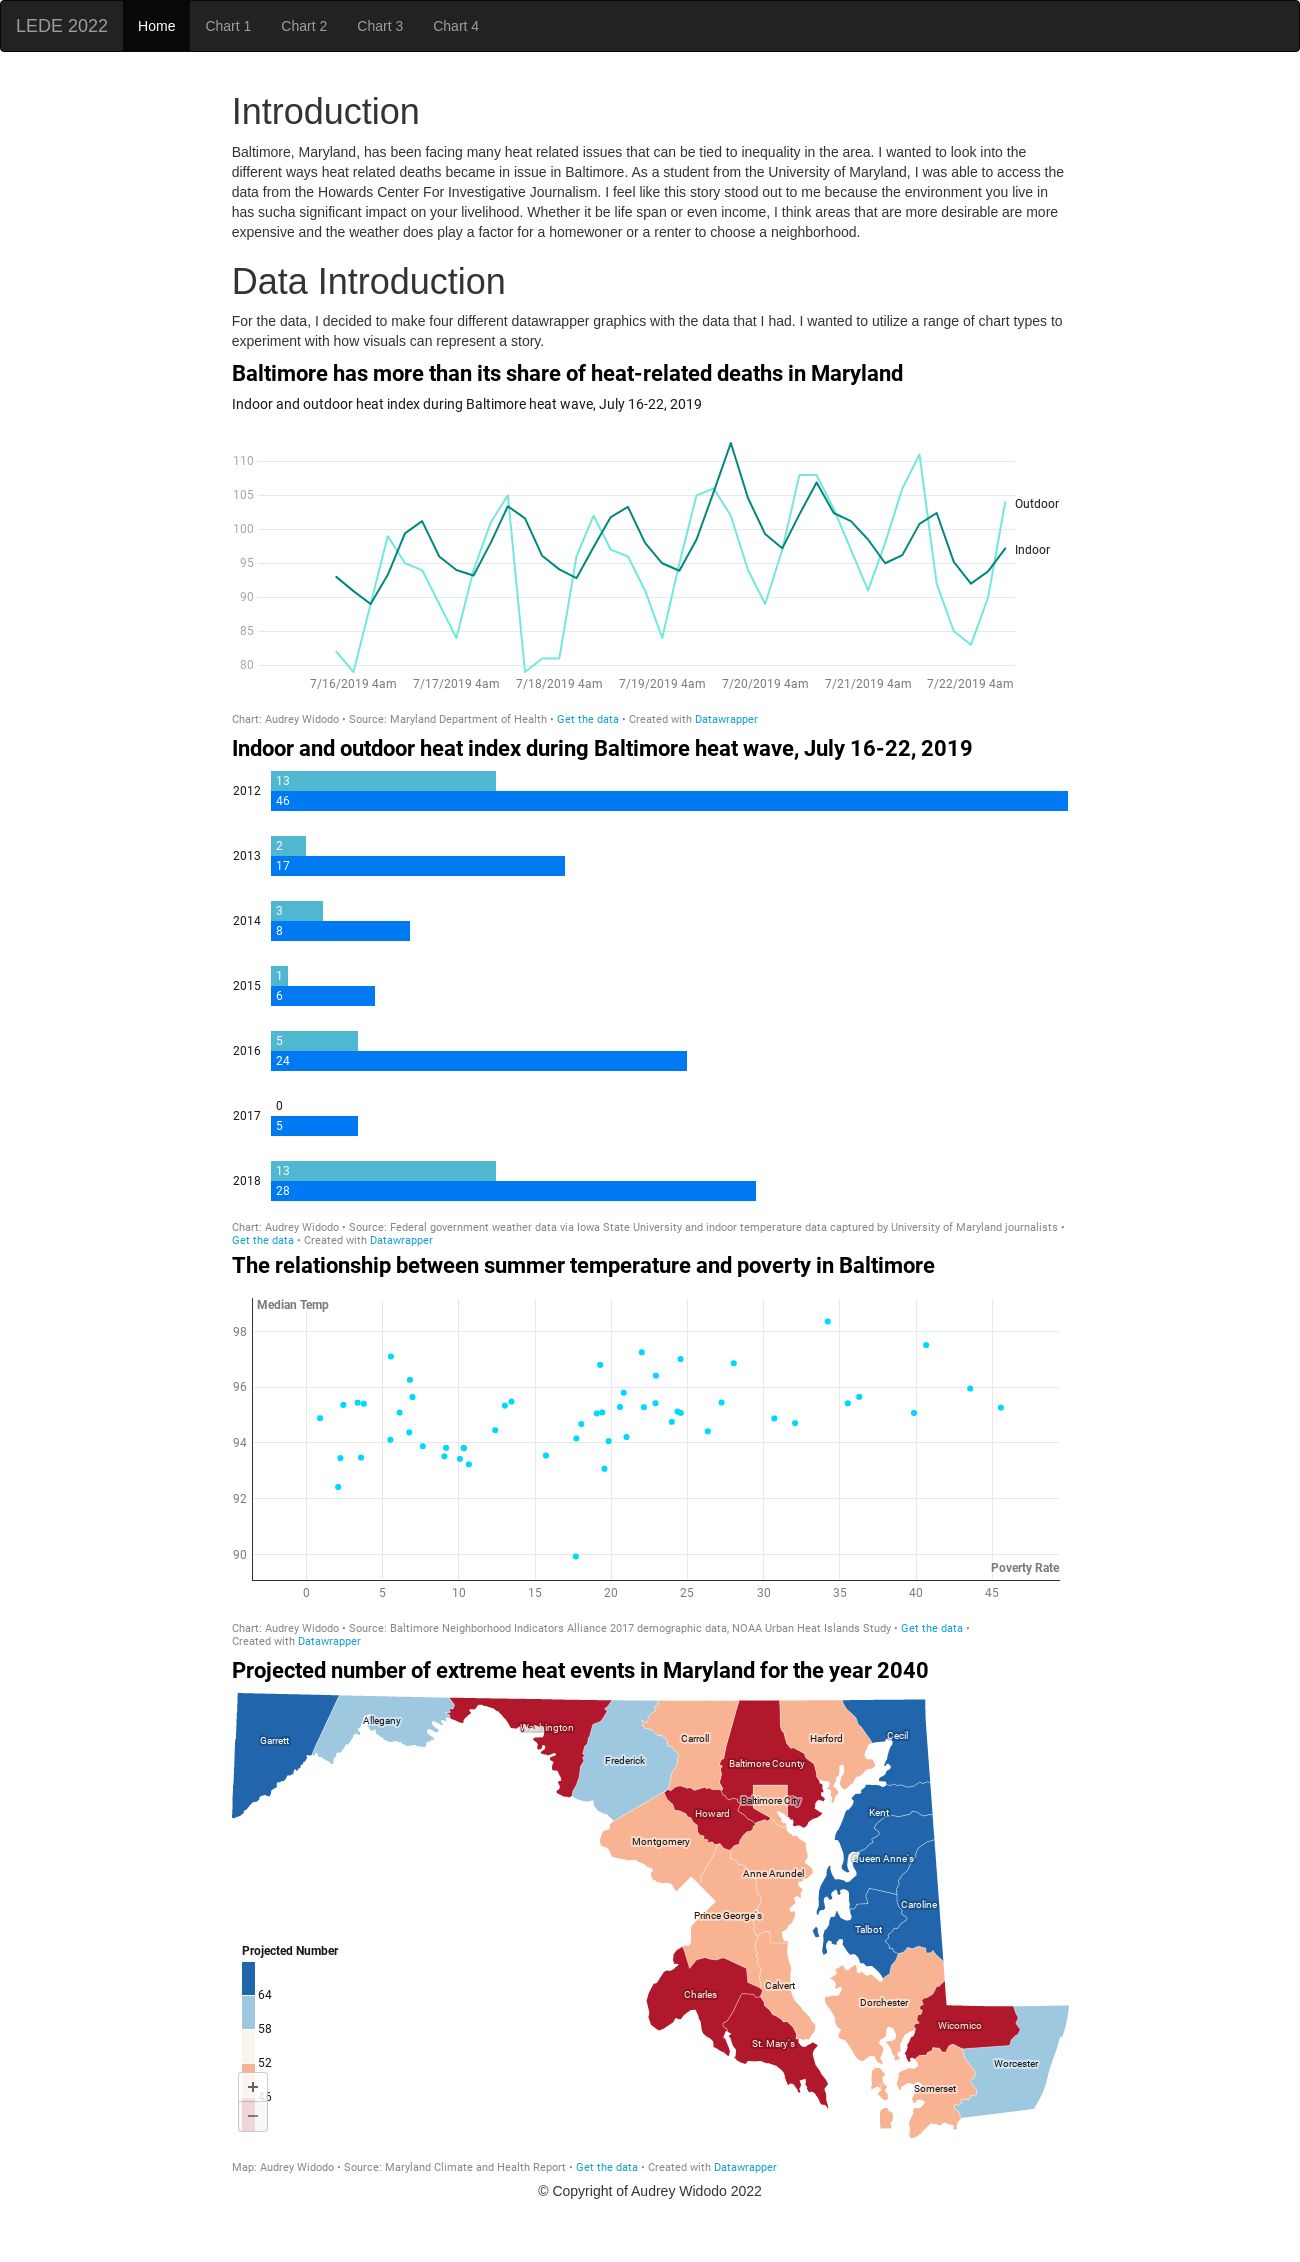 LEDE 2022 Home Chart 1 Chart 2 Chart 3 Chart 4
Introduction
Baltimore, Maryland, has been facing many heat related issues that can be tied to inequality in the area. I wanted to look into the
different ways heat related deaths became in issue in Baltimore. As a student from the University of Maryland, I was able to access the
data from the Howards Center For Investigative Journalism. I feel like this story stood out to me because the environment you live in
has sucha significant impact on your livelihood. Whether it be life span or even income, I think areas that are more desirable are more
expensive and the weather does play a factor for a homewoner or a renter to choose a neighborhood.
Data Introduction
For the data, I decided to make four different datawrapper graphics with the data that I had. I wanted to utilize a range of chart types to
experiment with how visuals can represent a story.
Baltimore has more than its share of heat-related deaths in Maryland
Indoor and outdoor heat index during Baltimore heat wave, July 16-22, 2019
110
105
Outdoor
100
Indoor
95
90
85
80
7/16/2019 4am 7/17/2019 4am 7/18/2019 4am 7/19/2019 4am 7/20/2019 4am 7/21/2019 4am 7/22/2019 4am
Chart: Audrey Widodo • Source: Maryland Department of Health • Get the data • Created with Datawrapper
Indoor and outdoor heat index during Baltimore heat wave, July 16-22, 2019
13
2012
46
2
2013
17
3
2014
8
1
2015
6
5
2016
24
0
2017
5
13
2018
28
Chart: Audrey Widodo • Source: Federal government weather data via Iowa State University and indoor temperature data captured by University of Maryland journalists •
Get the data • Created with Datawrapper
The relationship between summer temperature and poverty in Baltimore
Median Temp
98
96
94
92
90
Poverty Rate
0 5 10 15 20 25 30 35 40 45
Chart: Audrey Widodo • Source: Baltimore Neighborhood Indicators Alliance 2017 demographic data, NOAA Urban Heat Islands Study • Get the data •
Created with Datawrapper
Projected number of extreme heat events in Maryland for the year 2040
Allegany
Washington
Garrett
Carroll
Harford
Cecil
Frederick
Baltimore County
Baltimore City
Howard
Kent
Montgomery
Queen Anne's
Anne Arundel
Caroline
Prince George's
Talbot
Calvert
Charles
Dorchester
Wicomico
St. Mary's
Worcester
Somerset
Projected Number
64
58
52
+
−
Map: Audrey Widodo • Source: Maryland Climate and Health Report • Get the data • Created with Datawrapper
© Copyright of Audrey Widodo 2022